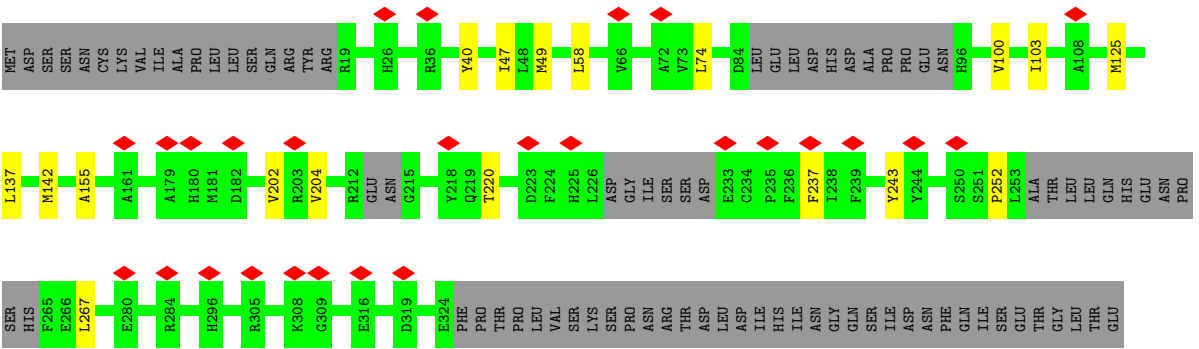 MET ASP SER SER ASN CYS LYS VAL ILE ALA PRO LEU LEU SER GLN ARG TYR ARG R19 H26 R36 Y40 I47 L48 M49 L58 V66 A72 V73 L74 D84 LEU GLU LEU ASP HIS ASP ALA PRO PRO GLU ASN H96 V100 I103 A108 M125
L137 M142 A155 A161 A179 H180 M181 D182 V202 R203 V204 R212 GLU ASN G215 Y218 Q219 T220 D223 F224 H225 L226 ASP GLY ILE SER SER ASP E233 C234 P235 F236 F237 I238 F239 Y243 Y244 S250 S251 P252 L253 ALA THR LEU LEU GLN HIS GLU ASN PRO
SER HIS F265 E266 L267 E280 R284 H296 R305 K308 G309 E316 D319 E324 PHE PRO THR PRO LEU VAL SER LYS SER PRO ASN ARG THR ASP LEU ASP ILE HIS ILE ASN GLY GLN SER ILE ASP ASN PHE GLN ILE SER GLU THR GLY LEU THR GLU